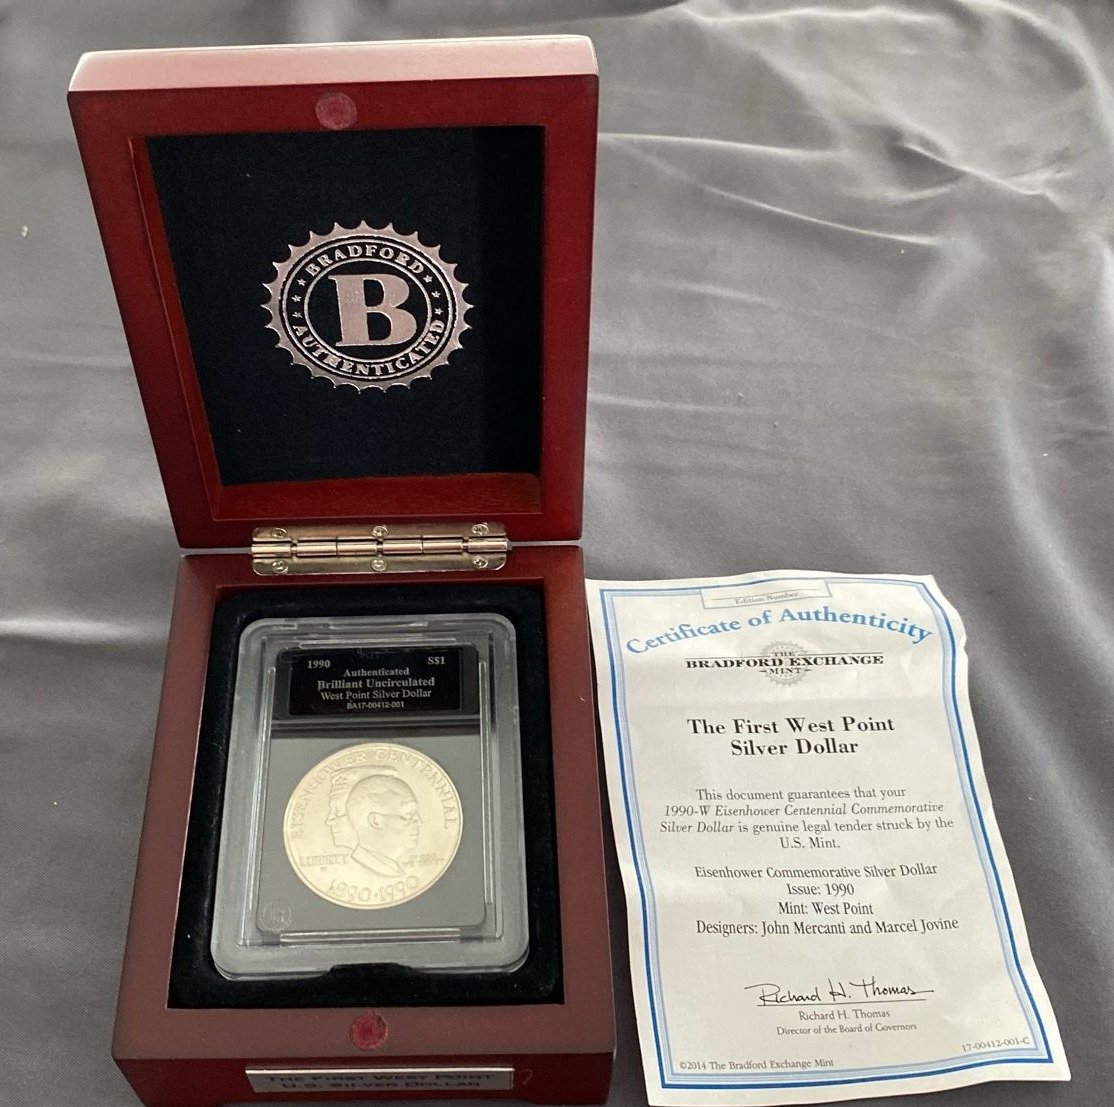 BRADFORD
B
AUTHENTICATED
1990 S$1
Authenticated
Brilliant Uncirculated
West Point Silver Dollar
BA17-00412-001
EISENHOWER CENTENNIAL
LIBERTY
1890·1990
THE FIRST WEST POINT
U.S. SILVER DOLLAR
Edition Number
Certificate of Authenticity
THE
BRADFORD EXCHANGE
MINT
The First West Point
Silver Dollar
This document guarantees that your
1990-W Eisenhower Centennial Commemorative
Silver Dollar is genuine legal tender struck by the
U.S. Mint.
Eisenhower Commemorative Silver Dollar
Issue: 1990
Mint: West Point
Designers: John Mercanti and Marcel Jovine
Richard H. Thomas
Richard H. Thomas
Director of the Board of Governors
17-00412-001-C
©2014 The Bradford Exchange Mint